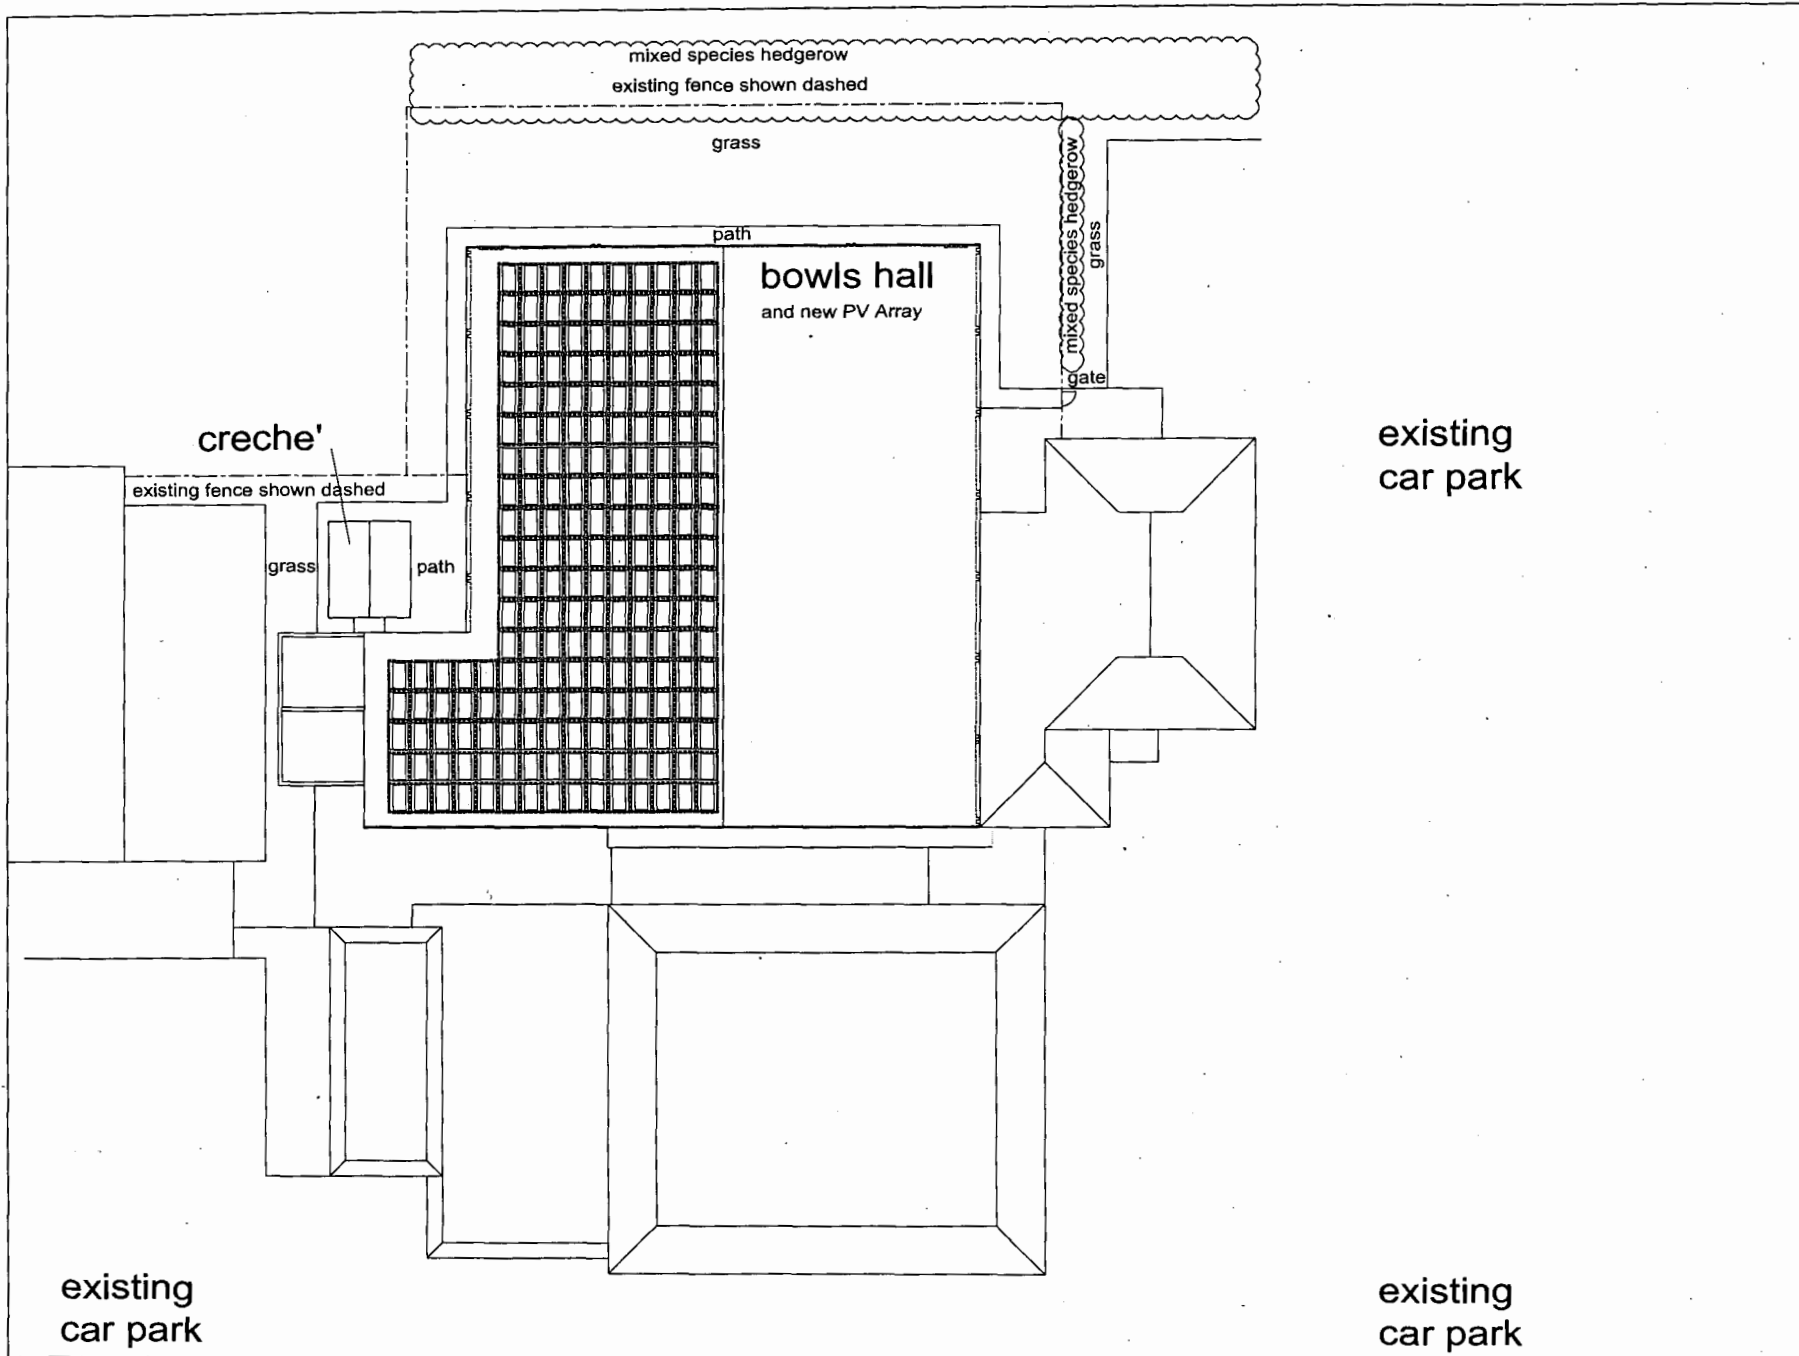 mixed species hedgerow
existing fence shown dashed
grass
mixed species hedgerow
grass
path
bowls hall
and new PV Array
gate
creche'
existing
car park
existing fence shown dashed
grass
path
existing
car park
existing
car park